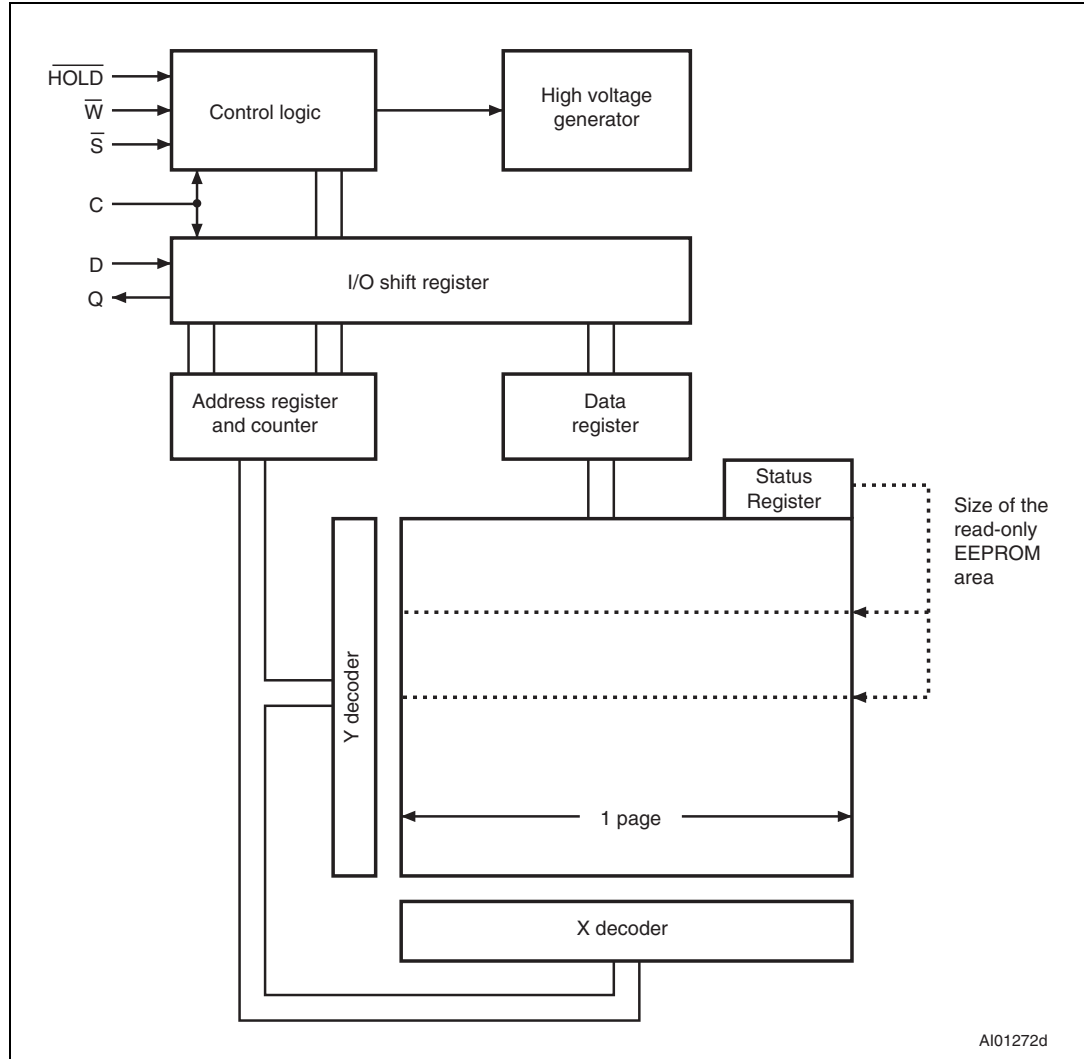 HOLD
W
S
C
D
Q
Control logic
High voltage
generator
I/O shift register
Address register
and counter
Data
register
Status
Register
Size of the
read-only
EEPROM
area
Y decoder
1 page
X decoder
AI01272d